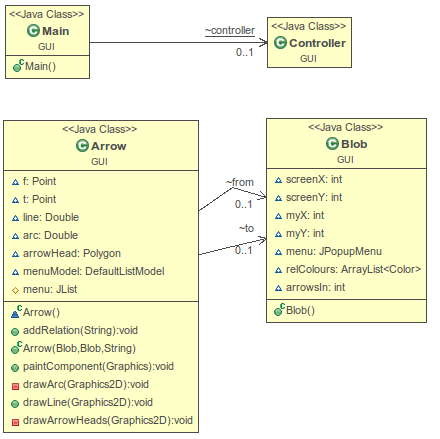 <<Java Class>>
Main
GUI
Main()
~controller
0..1
<<Java Class>>
Controller
GUI
<<Java Class>>
Arrow
GUI
f: Point
t: Point
line: Double
arc: Double
arrowHead: Polygon
menuModel: DefaultListModel
menu: JList
Arrow()
addRelation(String):void
Arrow(Blob,Blob,String)
paintComponent(Graphics):void
drawArc(Graphics2D):void
drawLine(Graphics2D):void
drawArrowHeads(Graphics2D):void
~from
0..1
~to
0..1
<<Java Class>>
Blob
GUI
screenX: int
screenY: int
myX: int
myY: int
menu: JPopupMenu
relColours: ArrayList<Color>
arrowsIn: int
Blob()